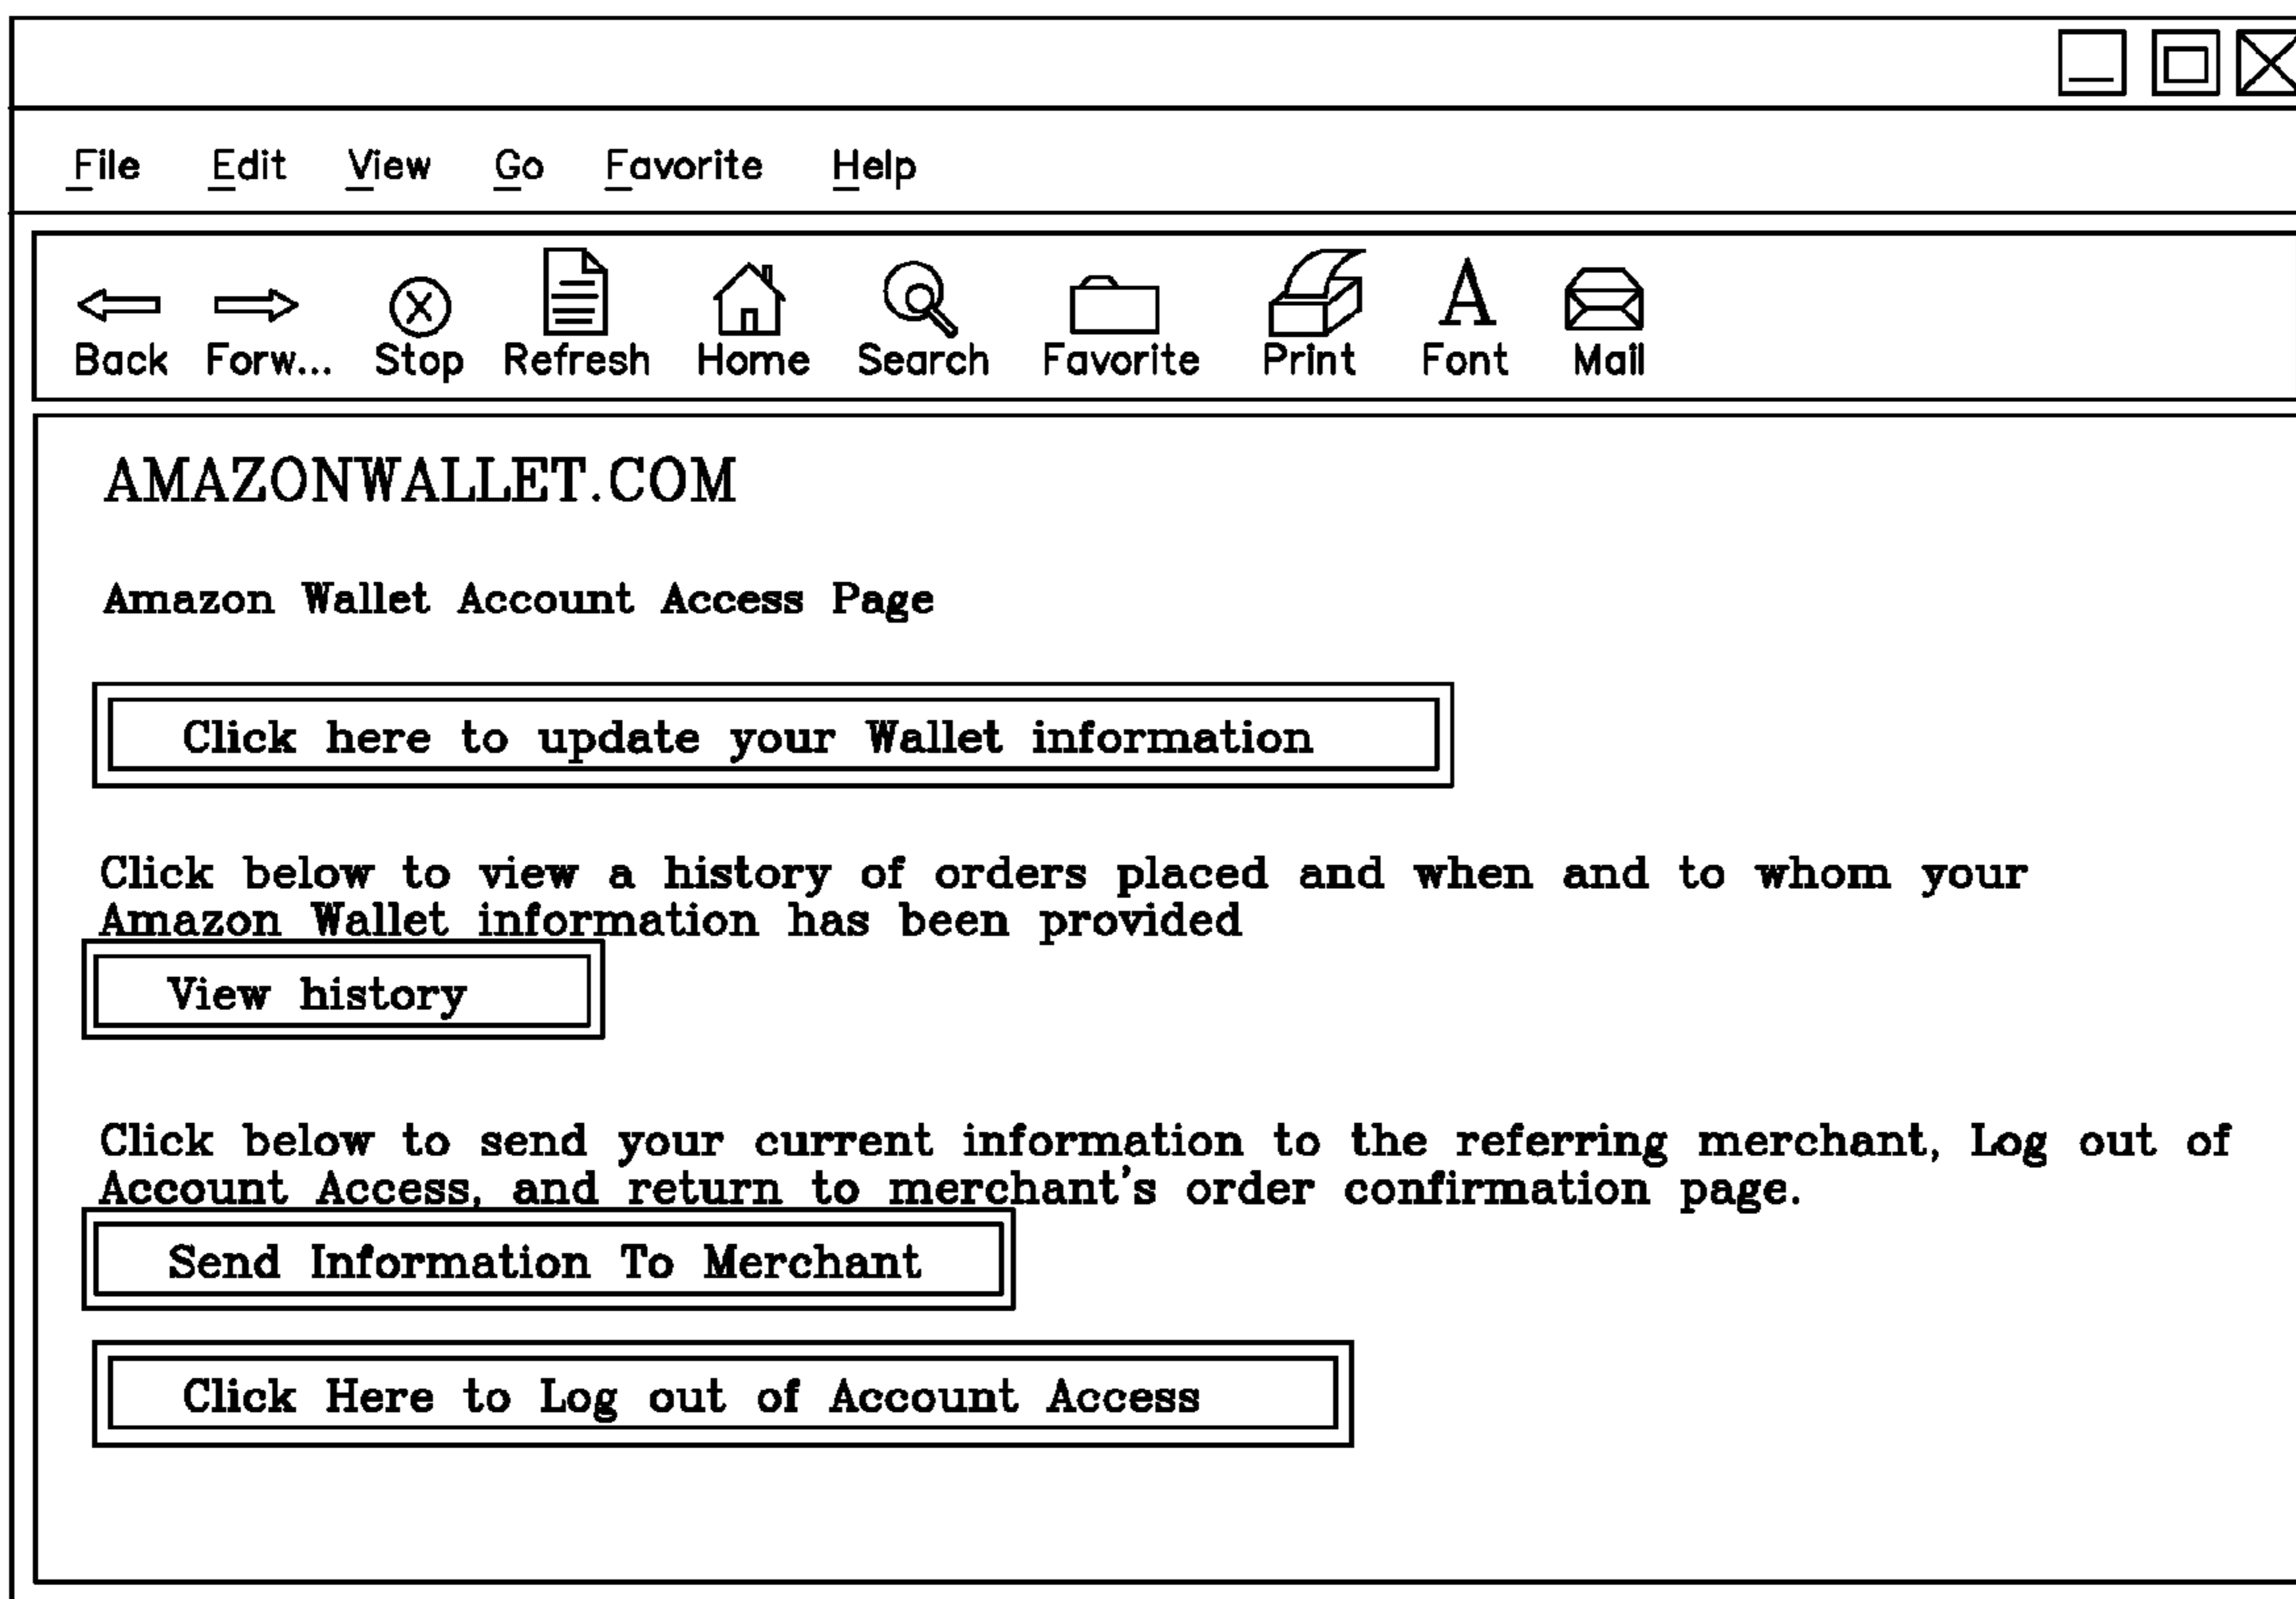 File Edit View Go Favorite Help
Back Forw... Stop Refresh Home Search Favorite Print Font Mail
AMAZONWALLET.COM
Amazon Wallet Account Access Page
Click here to update your Wallet information
Click below to view a history of orders placed and when and to whom your
Amazon Wallet information has been provided
View history
Click below to send your current information to the referring merchant, Log out of
Account Access, and return to merchant's order confirmation page.
Send Information To Merchant
Click Here to Log out of Account Access